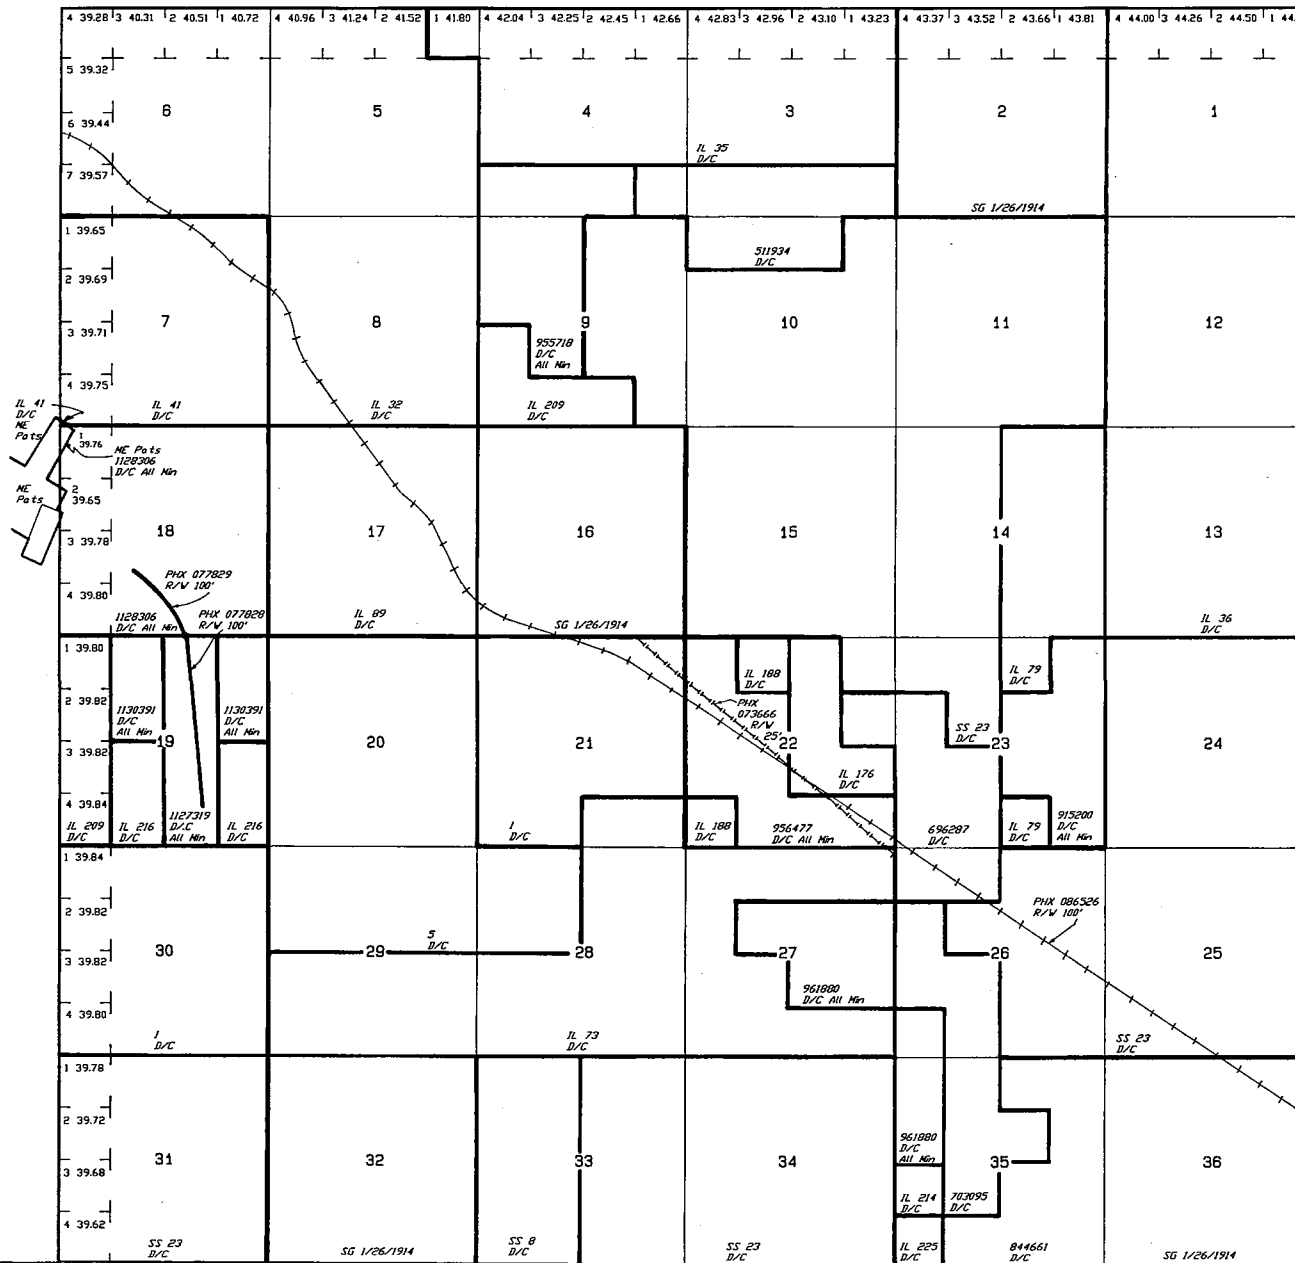 4 39.28 3 40.31 2 40.51 1 40.72 4 40.96 3 41.24 2 41.52 1 41.80 4 42.04 3 42.25 2 42.45 1 42.66 4 42.83 3 42.96 2 43.10 1 43.23 4 43.37 3 43.52 2 43.66 1 43.81 4 44.00 3 44.26 2 44.50 1 44.
5 39.32
6 5 4 3 2 1
6 39.44
IL 35
D/C
7 39.57
SG 1/26/1914
1 39.65
511934
D/C
2 39.69
7 8 9 10 11 12
3 39.71
955718
D/C
All Min
4 39.75
IL 41
D/C
IL 32
D/C
IL 209
D/C
IL 41
D/C
ME
Pats
1
39.76
ME Pats
1128306
D/C All Min
ME
Pats
2
39.65
18 17 16 15 14 13
3 39.78
PHX 077829
R/W 100'
4 39.80
1128306
D/C All Min
PHX 077828
R/W 100'
IL 89
D/C
SG 1/26/1914
IL 36
D/C
1 39.80
IL 188
D/C
IL 79
D/C
2 39.82
1130391
D/C
All Min
1130391
D/C
All Min
PHX
073666
R/W
25'
SS 23
D/C
19 20 21 22 23 24
3 39.82
IL 176
D/C
4 39.84
IL 209
D/C
IL 216
D/C
1127319
D/C
All Min
IL 216
D/C
1
D/C
IL 188
D/C
956477
D/C All Min
696287
D/C
IL 79
D/C
915200
D/C
All Min
1 39.84
2 39.82
PHX 086526
R/W 100'
5
D/C
30 29 28 27 26 25
3 39.82
961880
D/C All Min
4 39.80
1
D/C
IL 73
D/C
SS 23
D/C
1 39.78
2 39.72
961880
D/C
All Min
31 32 33 34 35 36
3 39.68
IL 214
D/C
703095
D/C
4 39.62
SS 23
D/C
SG 1/26/1914
SS 8
D/C
SS 23
D/C
IL 225
D/C
844661
D/C
SG 1/26/1914